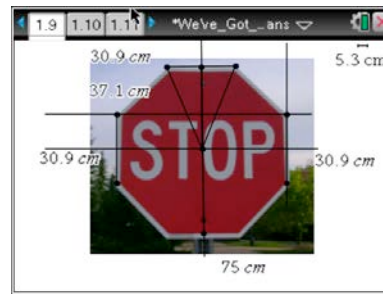 1.9 1.10 1.11 *We've_Got_...ans
30.9 cm
5.3 cm
37.1 cm
STOP
30.9 cm
30.9 cm
75 cm